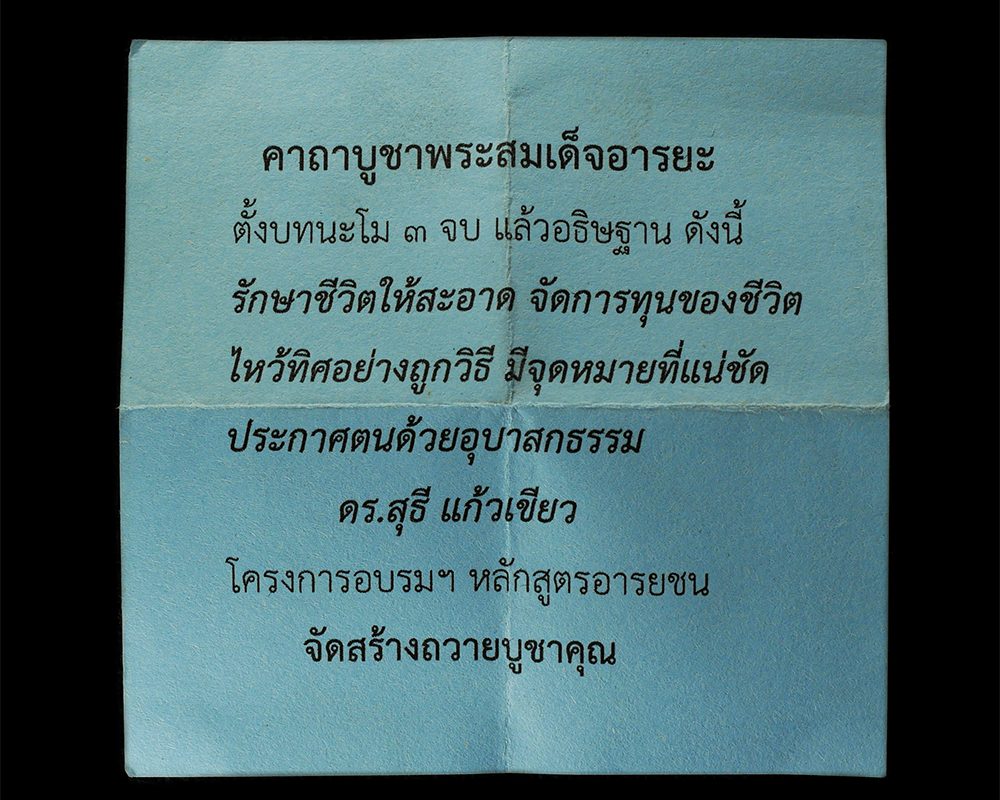 คาถาบูชาพระสมเด็จอารยะ
ตั้งบทนะโม ๓ จบ แล้วอธิษฐาน ดังนี้
รักษาชีวิตให้สะอาด จัดการทุนของชีวิต
ไหว้ทิศอย่างถูกวิธี มีจุดหมายที่แน่ชัด
ประกาศตนด้วยอุบาสกธรรม
ดร.สุธี แก้วเขียว
โครงการอบรมฯ หลักสูตรอารยชน
จัดสร้างถวายบูชาคุณ